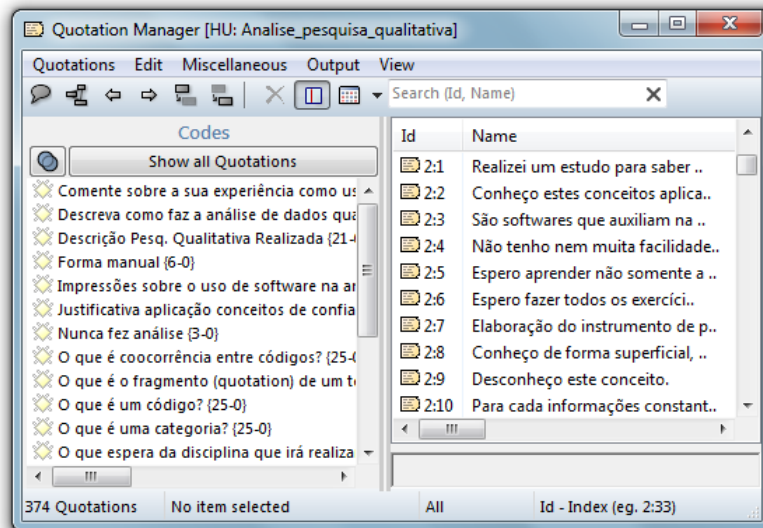 Quotation Manager [HU: Analise_pesquisa_qualitativa]
Quotations Edit Miscellaneous Output View
Search (Id, Name)
Codes
Show all Quotations
Comente sobre a sua experiência como us
Descreva como faz a análise de dados qua
Descrição Pesq. Qualitativa Realizada {21-
Forma manual {6-0}
Impressões sobre o uso de software na
Justificativa aplicação conceitos de confia
Nunca fez análise {3-0}
O que é coocorrência entre códigos? {25-
O que é o fragmento (quotation) de um
O que é um código? {25-0}
O que é uma categoria? {25-0}
O que espera da disciplina que irá realiza
Id Name
2:1 Realizei um estudo para saber ..
2:2 Conheço estes conceitos aplica..
2:3 São softwares que auxiliam na ..
2:4 Não tenho nem muita facilidade..
2:5 Espero aprender não somente a ..
2:6 Espero fazer todos os exercíci..
2:7 Elaboração do instrumento de p..
2:8 Conheço de forma superficial, ..
2:9 Desconheço este conceito.
2:10 Para cada informações constant..
374 Quotations No item selected All Id - Index (eg. 2:33)